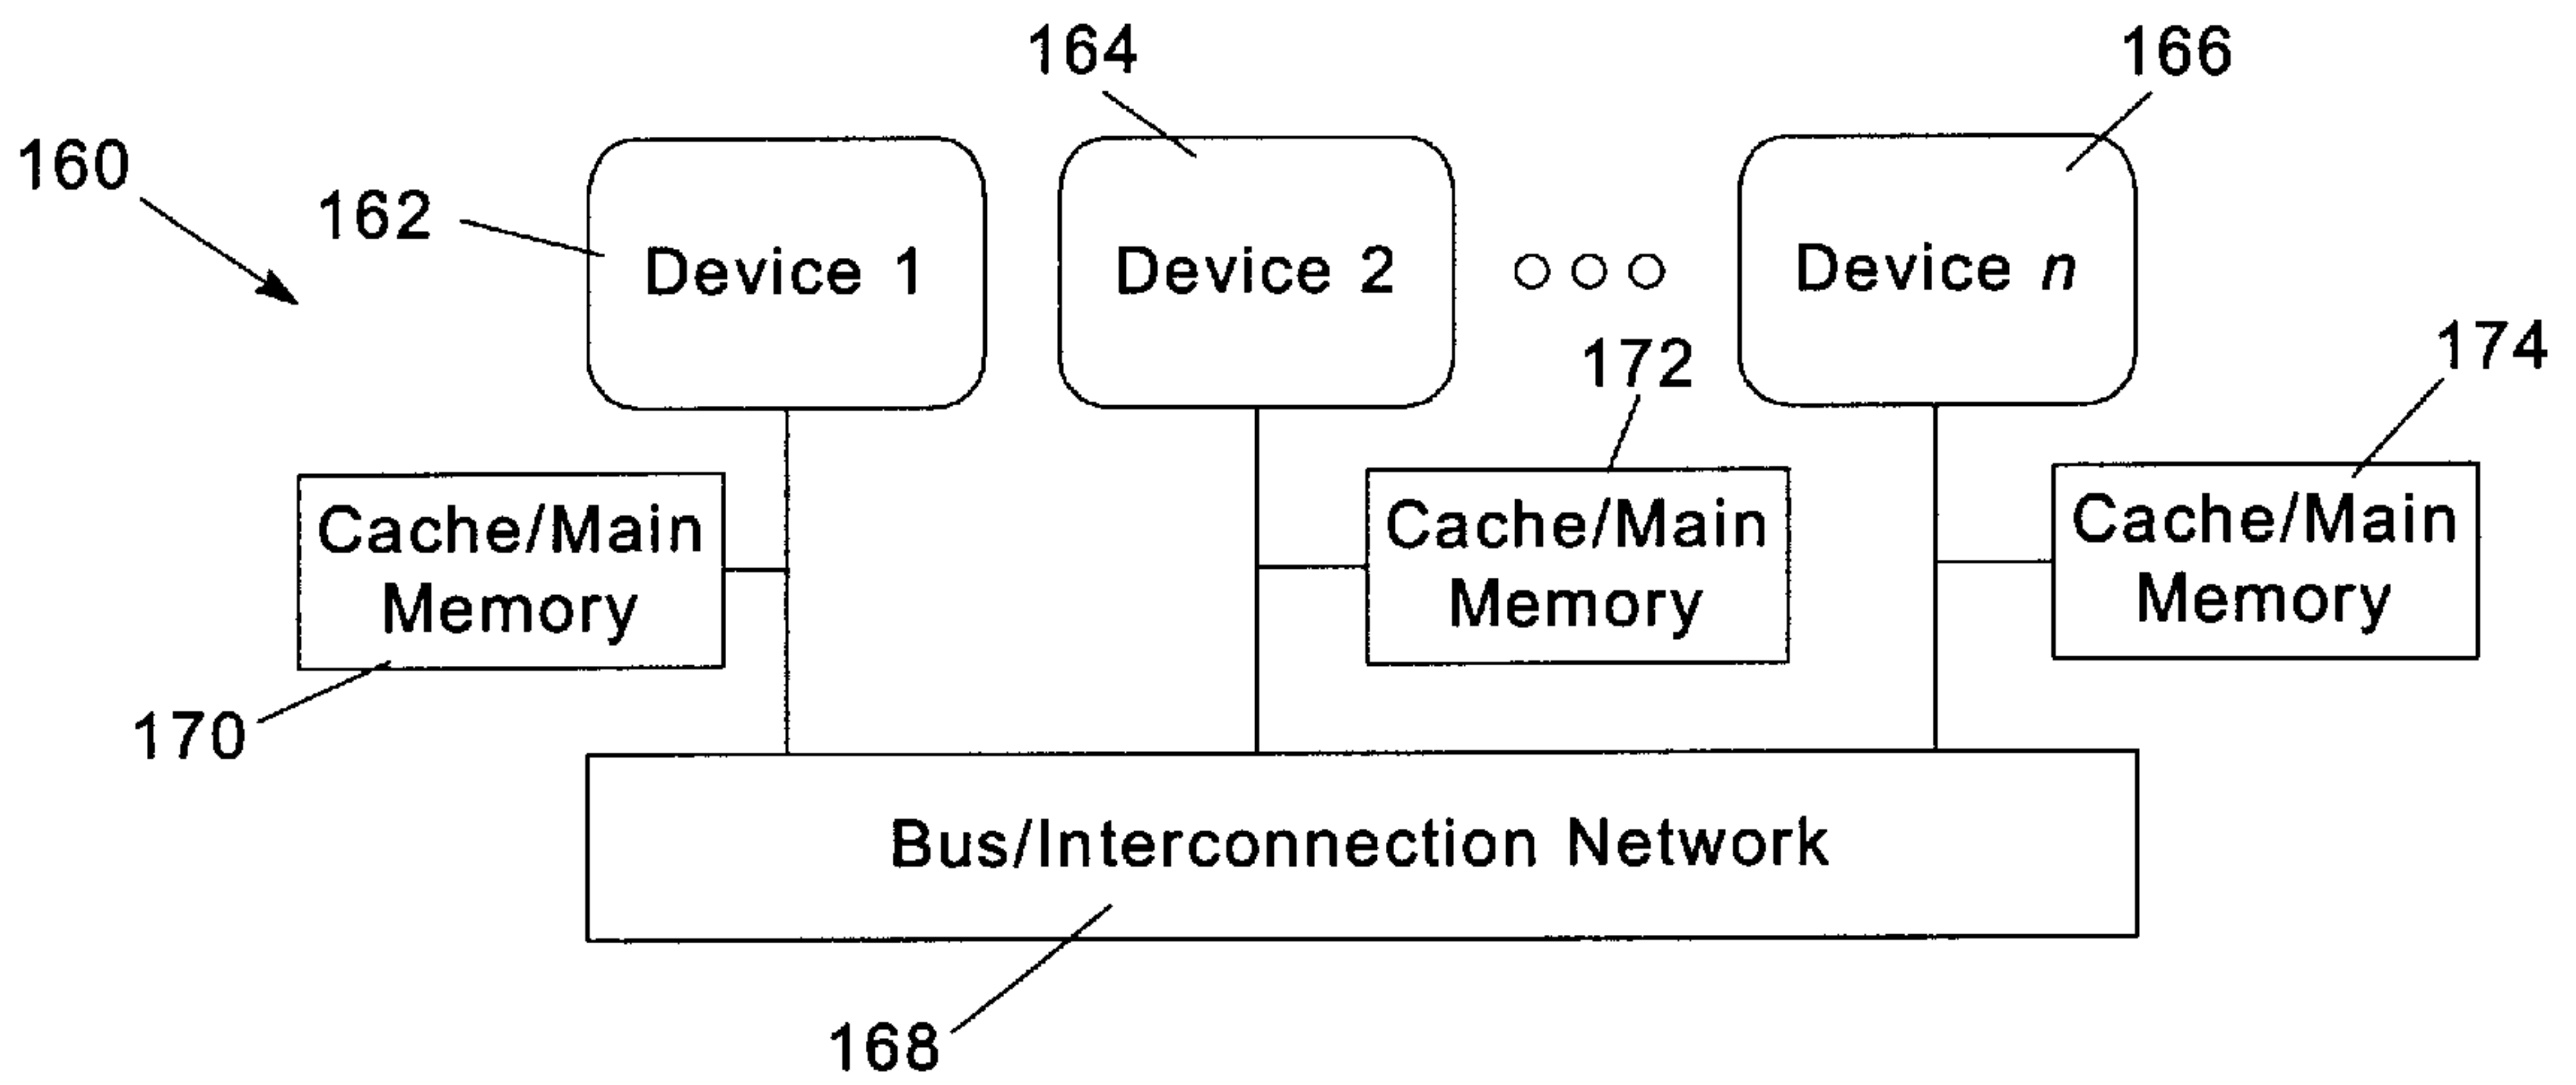 164
166
160
162
Device 1
Device 2
Device n
172
174
Cache/Main
Memory
Cache/Main
Memory
Cache/Main
Memory
170
Bus/Interconnection Network
168